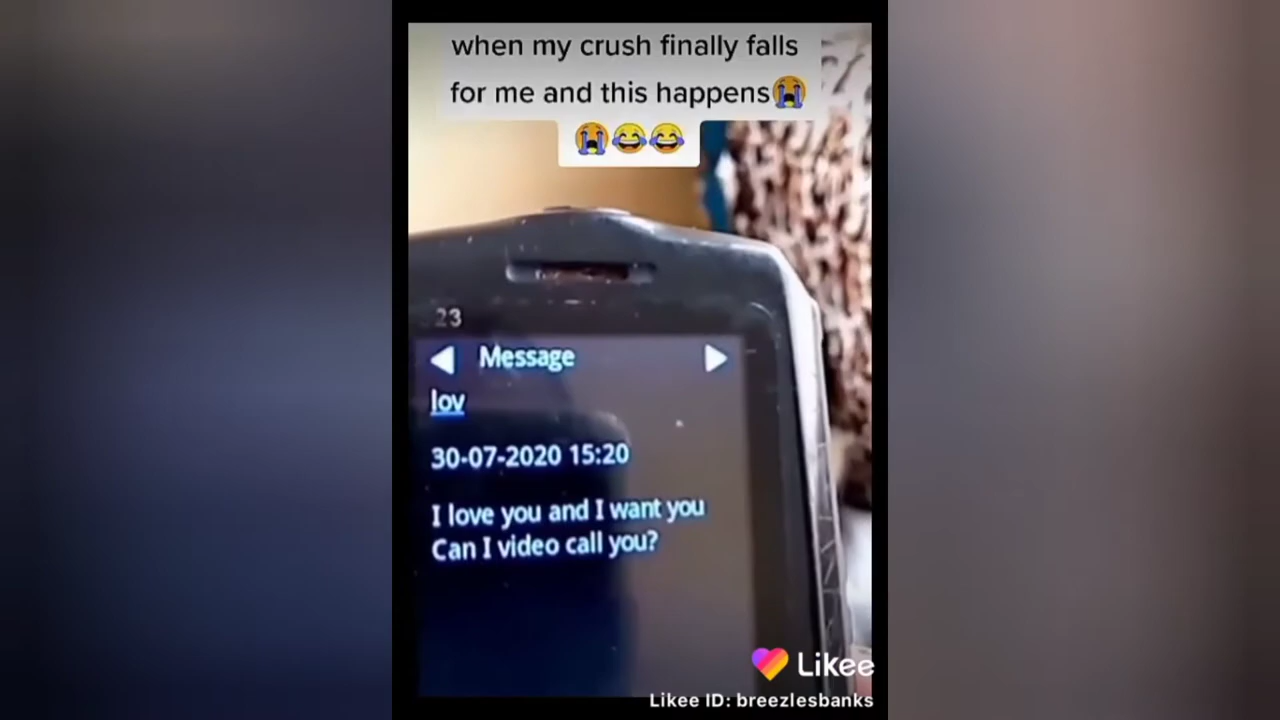 when my crush finally falls
for me and this happens😭
😭😂😂
23
Message
lov
30-07-2020 15:20
I love you and I want you
Can I video call you?
Likee
Likee ID: breezlesbanks